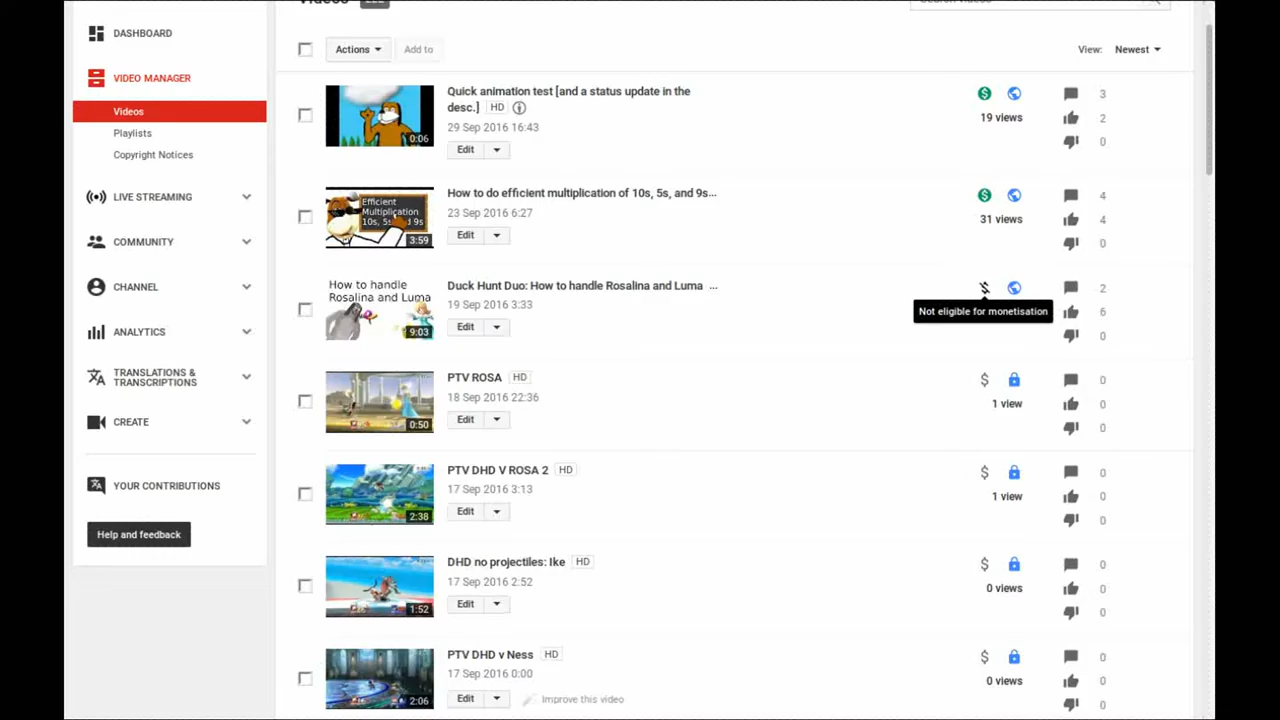 Videos
Search videos
DASHBOARD
Actions
Add to
View:
Newest
VIDEO MANAGER
Videos
Playlists
Copyright Notices
LIVE STREAMING
COMMUNITY
CHANNEL
ANALYTICS
TRANSLATIONS &
TRANSCRIPTIONS
CREATE
YOUR CONTRIBUTIONS
Help and feedback
0:06
Quick animation test [and a status update in the
desc.] HD
29 Sep 2016 16:43
Edit
$
19 views
3
2
0
Efficient
Multiplication
10s, 5s, and 9s
3:59
How to do efficient multiplication of 10s, 5s, and 9s...
23 Sep 2016 6:27
Edit
$
31 views
4
4
0
How to handle
Rosalina and Luma
9:03
Duck Hunt Duo: How to handle Rosalina and Luma ...
19 Sep 2016 3:33
Edit
$
Not eligible for monetisation
2
6
0
0:50
PTV ROSA HD
18 Sep 2016 22:36
Edit
$
1 view
0
0
0
2:38
PTV DHD V ROSA 2 HD
17 Sep 2016 3:13
Edit
$
1 view
0
0
0
1:52
DHD no projectiles: Ike HD
17 Sep 2016 2:52
Edit
$
0 views
0
0
0
2:06
PTV DHD v Ness HD
17 Sep 2016 0:00
Edit
Improve this video
$
0 views
0
0
0